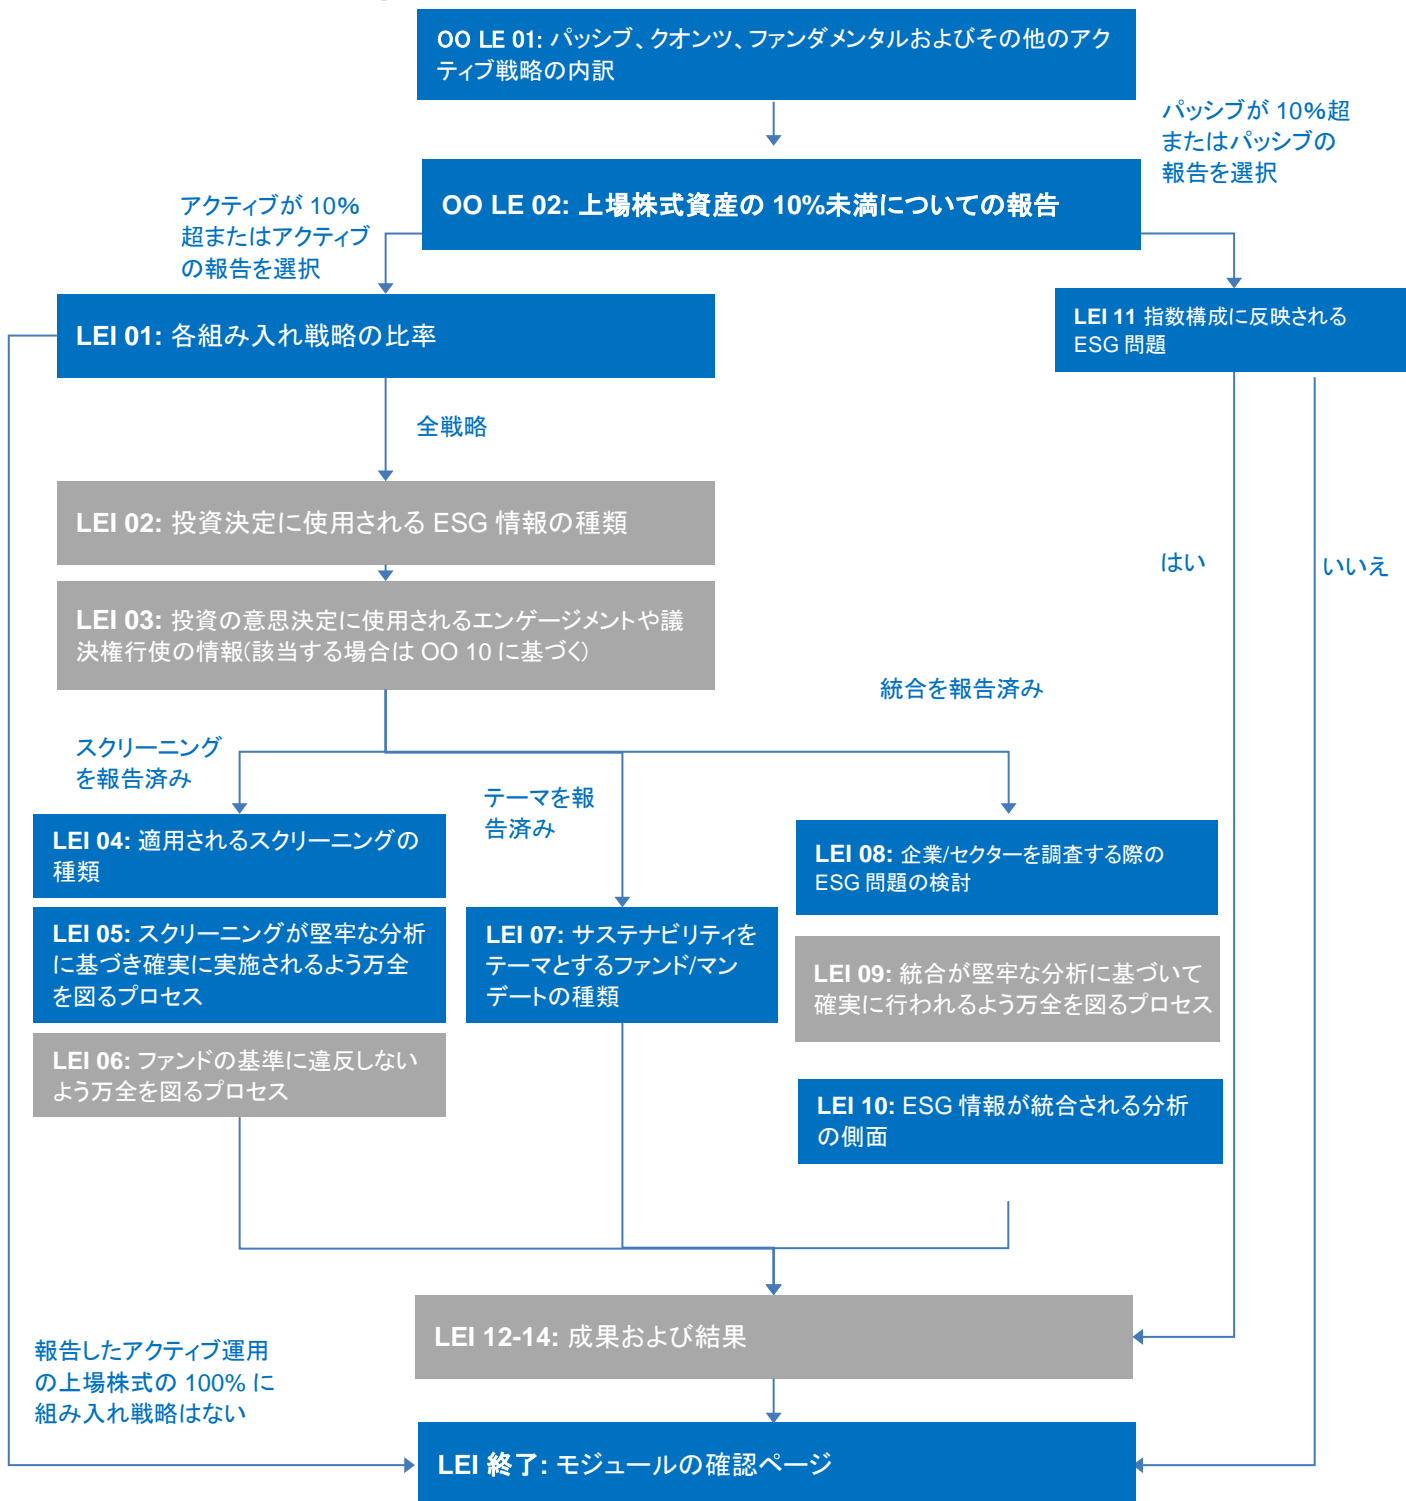 OO LE 01: パッシブ、クオンツ、ファンダメンタルおよびその他のアク
ティブ戦略の内訳
パッシブが 10%超
またはパッシブの
報告を選択
OO LE 02: 上場株式資産の 10%未満についての報告
アクティブが 10%
超またはアクティブ
の報告を選択
LEI 01: 各組み入れ戦略の比率
LEI 11 指数構成に反映される
ESG 問題
全戦略
LEI 02: 投資決定に使用される ESG 情報の種類
はい
いいえ
LEI 03: 投資の意思決定に使用されるエンゲージメントや議
決権行使の情報(該当する場合は OO 10 に基づく)
統合を報告済み
スクリーニング
を報告済み
テーマを報
告済み
LEI 04: 適用されるスクリーニングの
種類
LEI 08: 企業/セクターを調査する際の
ESG 問題の検討
LEI 05: スクリーニングが堅牢な分析
に基づき確実に実施されるよう万全
を図るプロセス
LEI 07: サステナビリティを
テーマとするファンド/マン
デートの種類
LEI 09: 統合が堅牢な分析に基づいて
確実に行われるよう万全を図るプロセス
LEI 06: ファンドの基準に違反しない
よう万全を図るプロセス
LEI 10: ESG 情報が統合される分析
の側面
LEI 12-14: 成果および結果
報告したアクティブ運用
の上場株式の 100% に
組み入れ戦略はない
LEI 終了: モジュールの確認ページ